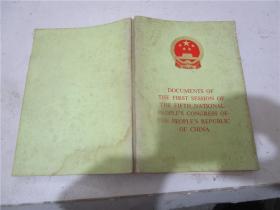 DOCUMENTS OF
THE FIRST SESSION OF
THE FIFTH NATIONAL
PEOPLE'S CONGRESS OF
THE PEOPLE'S REPUBLIC
OF CHINA